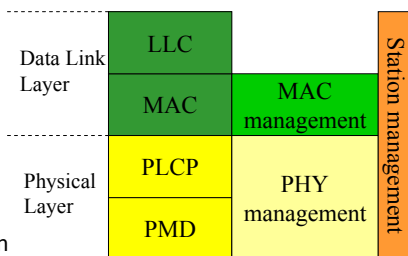 Data Link
Layer
LLC
MAC
MAC
management
Physical
Layer
PLCP
PMD
PHY
management
Station management